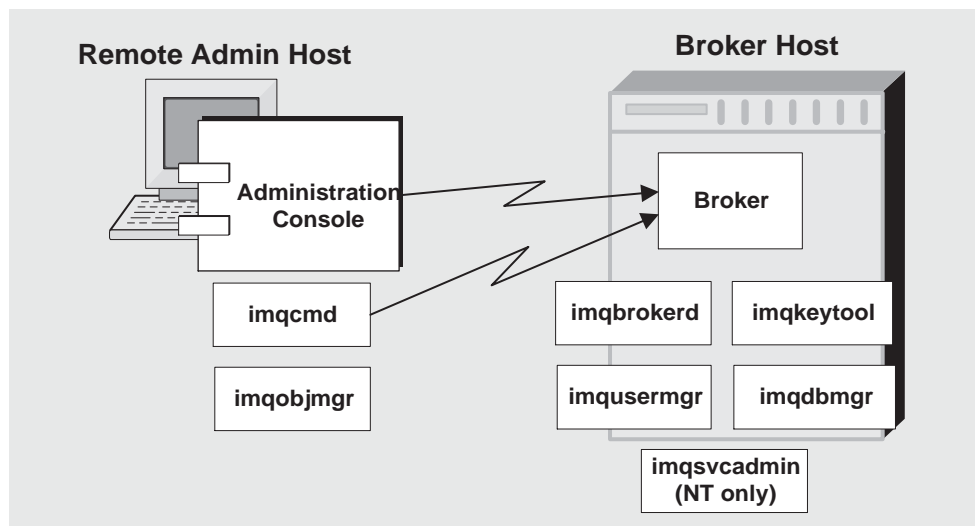 Remote Admin Host
Broker Host
Administration
Console
Broker
imqcmd
imqobjmgr
imqbrokerd
imqkeytool
imqusermgr
imqdbmgr
imqsvcadmin
(NT only)